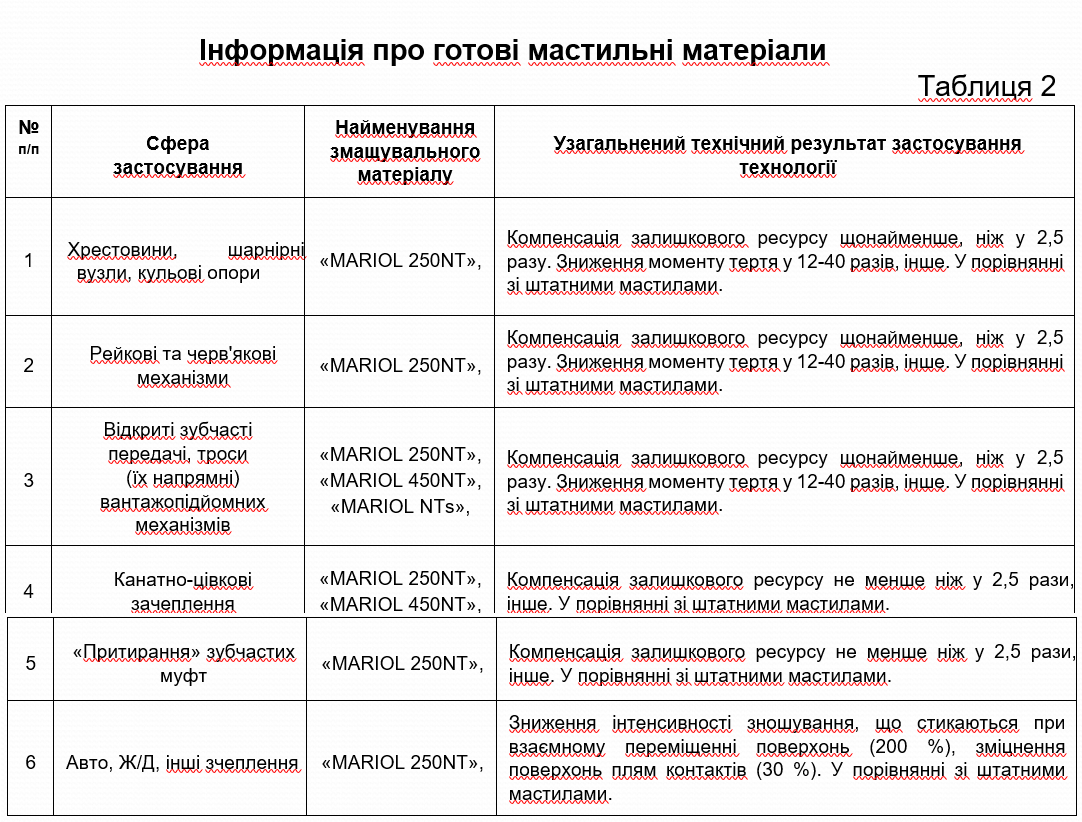 Інформація про готові мастильні матеріали
Таблиця 2
№
п/п
Сфера
застосування
Найменування
змащувального
матеріалу
Узагальнений технічний результат застосування
технології
1
Хрестовини, шарнірні
вузли, кульові опори
«MARIOL 250NT»,
Компенсація залишкового ресурсу щонайменше, ніж у 2,5
разу. Зниження моменту тертя у 12-40 разів, інше. У порівнянні
зі штатними мастилами.
2
Рейкові та черв'якові
механізми
«MARIOL 250NT»,
Компенсація залишкового ресурсу щонайменше, ніж у 2,5
разу. Зниження моменту тертя у 12-40 разів, інше. У порівнянні
зі штатними мастилами.
3
Відкриті зубчасті
передачі, троси
(їх напрямні)
вантажопідйомних
механізмів
«MARIOL 250NT»,
«MARIOL 450NT»,
«MARIOL NTs»,
Компенсація залишкового ресурсу щонайменше, ніж у 2,5
разу. Зниження моменту тертя у 12-40 разів, інше. У порівнянні
зі штатними мастилами.
4
Канатно-цівкові
зачеплення
«MARIOL 250NT»,
«MARIOL 450NT»,
Компенсація залишкового ресурсу не менше ніж у 2,5 рази,
інше. У порівнянні зі штатними мастилами.
5
«Притирання» зубчастих
муфт
«MARIOL 250NT»,
Компенсація залишкового ресурсу не менше ніж у 2,5 рази,
інше. У порівнянні зі штатними мастилами.
6
Авто, Ж/Д, інші зчеплення
«MARIOL 250NT»,
Зниження інтенсивності зношування, що стикаються при
взаємному переміщенні поверхонь (200 %), зміцнення
поверхонь плям контактів (30 %). У порівнянні зі штатними
мастилами.